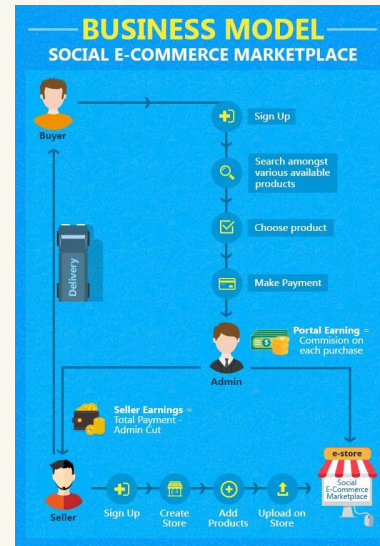 BUSINESS MODEL
SOCIAL E-COMMERCE MARKETPLACE
Buyer
Sign Up
Search amongst
various available
products
Choose product
Delivery
Make Payment
Portal Earning =
Commision on
each purchase
Admin
Seller Earnings =
Total Payment -
Admin Cut
e-store
Social
E-Commerce
Marketplace
Seller
Sign Up
Create
Store
Add
Products
Upload on
Store